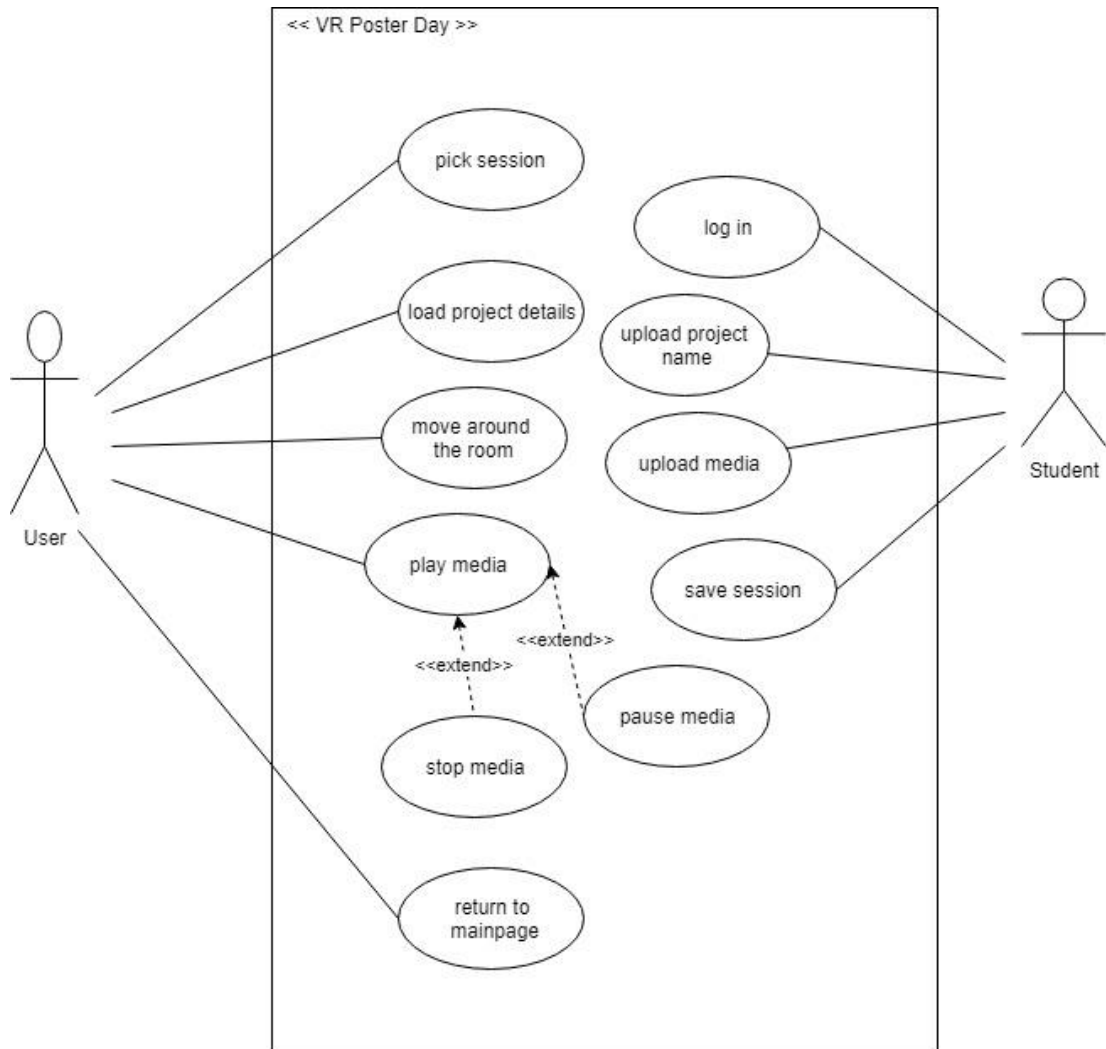 << VR Poster Day >>
pick session
log in
load project details
upload project
name
move around
the room
upload media
Student
User
play media
save session
<<extend>>
<<extend>>
pause media
stop media
return to
mainpage